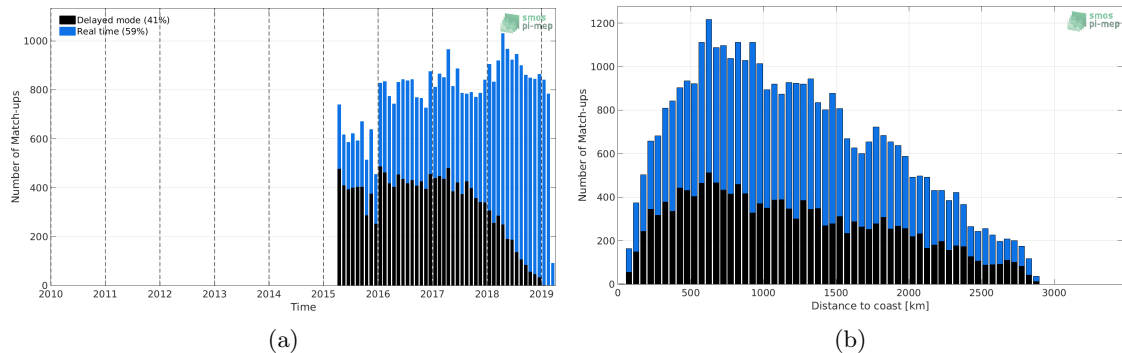 Delayed mode (41%)
Real time (59%)
smos
pi-mep
Number of Match-ups
1000
800
600
400
200
0
2010 2011 2012 2013 2014 2015 2016 2017 2018 2019
Time
(a)
smos
pi-mep
Number of Match-ups
1200
1000
800
600
400
200
0
0 500 1000 1500 2000 2500 3000
Distance to coast [km]
(b)